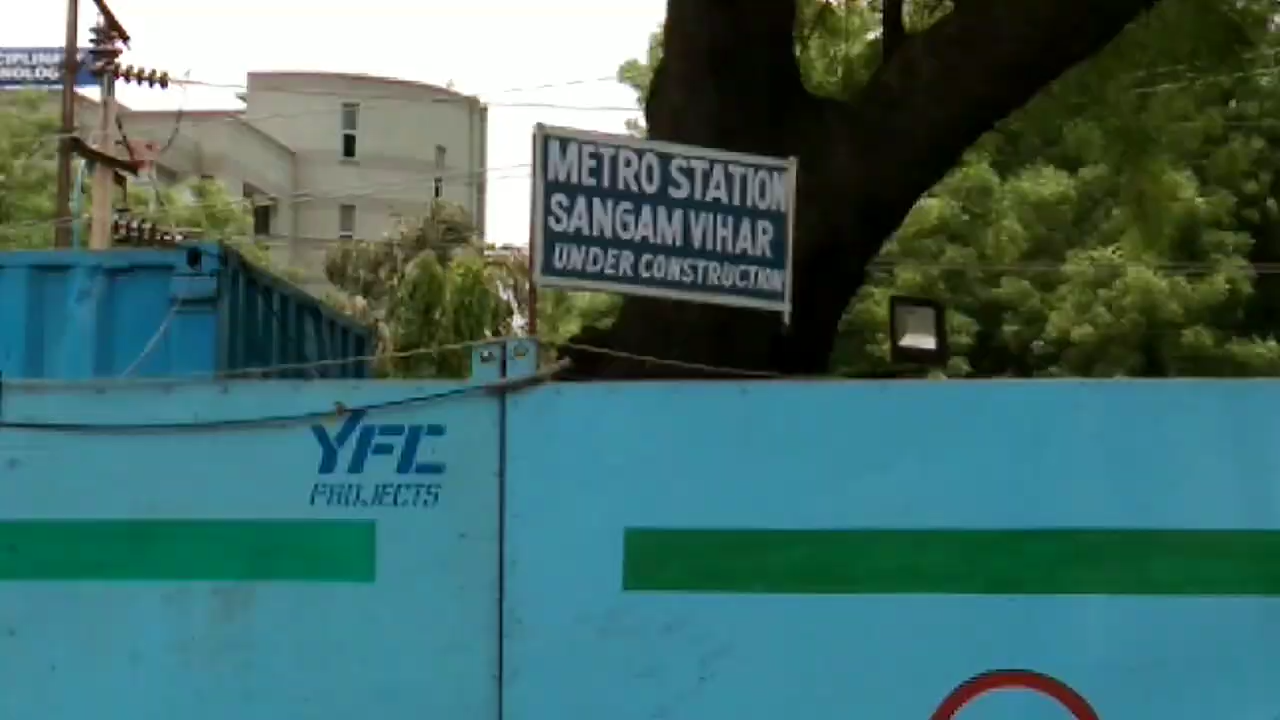 METRO STATION
SANGAM VIHAR
UNDER CONSTRUCTION
YFC
PROJECTS